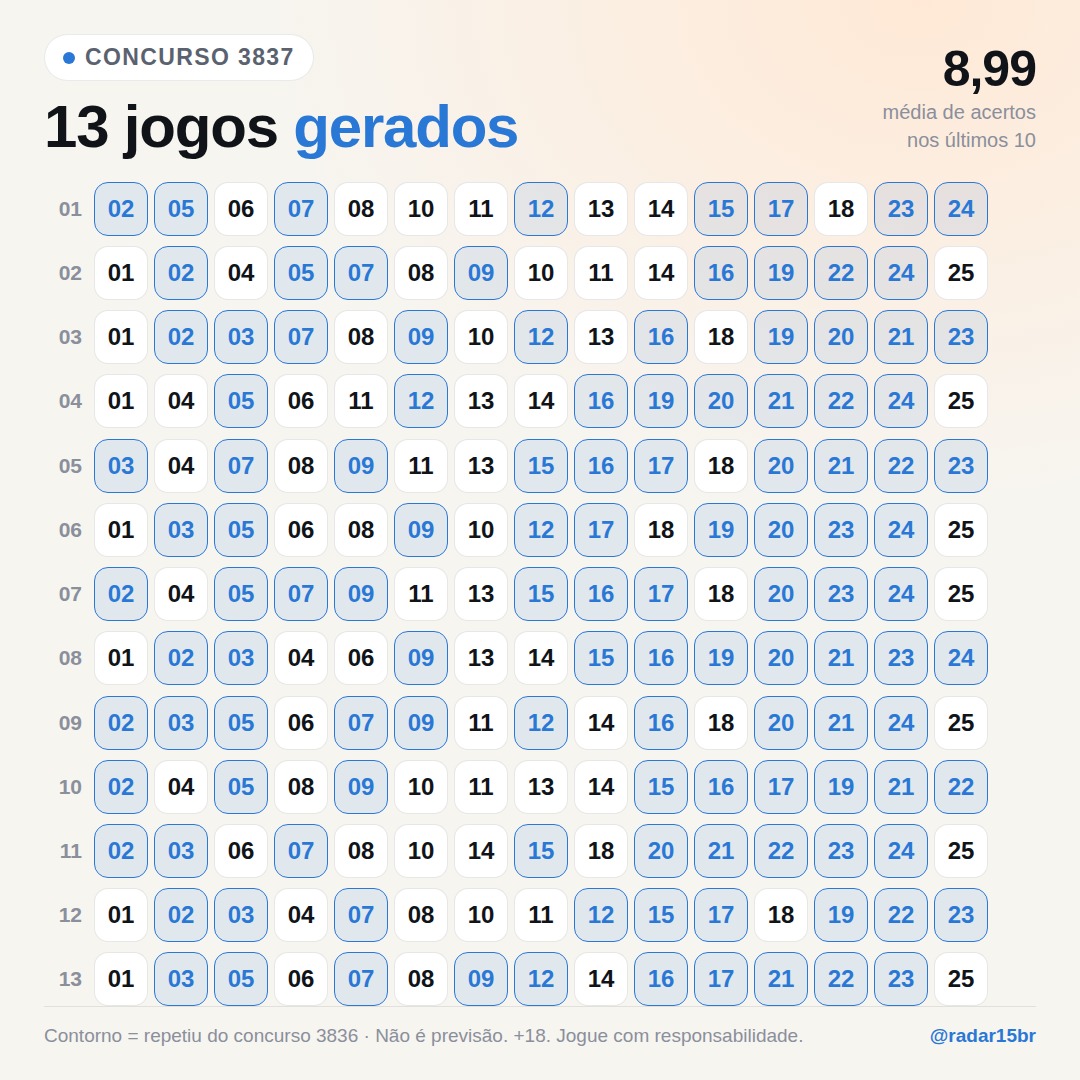 CONCURSO 3837
13 jogos gerados
8,99
média de acertos
nos últimos 10
01 02 05 06 07 08 10 11 12 13 14 15 17 18 23 24
02 01 02 04 05 07 08 09 10 11 14 16 19 22 24 25
03 01 02 03 07 08 09 10 12 13 16 18 19 20 21 23
04 01 04 05 06 11 12 13 14 16 19 20 21 22 24 25
05 03 04 07 08 09 11 13 15 16 17 18 20 21 22 23
06 01 03 05 06 08 09 10 12 17 18 19 20 23 24 25
07 02 04 05 07 09 11 13 15 16 17 18 20 23 24 25
08 01 02 03 04 06 09 13 14 15 16 19 20 21 23 24
09 02 03 05 06 07 09 11 12 14 16 18 20 21 24 25
10 02 04 05 08 09 10 11 13 14 15 16 17 19 21 22
11 02 03 06 07 08 10 14 15 18 20 21 22 23 24 25
12 01 02 03 04 07 08 10 11 12 15 17 18 19 22 23
13 01 03 05 06 07 08 09 12 14 16 17 21 22 23 25
Contorno = repetiu do concurso 3836 · Não é previsão. +18. Jogue com responsabilidade.
@radar15br